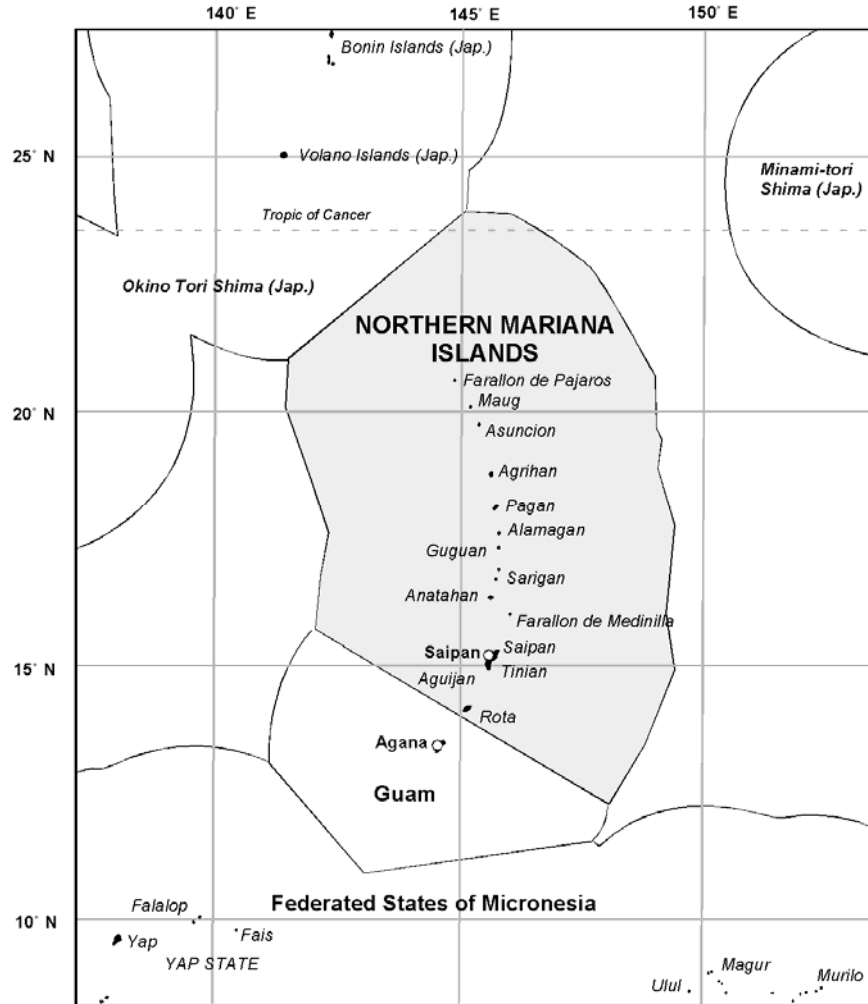 140° E
145° E
150° E
Bonin Islands (Jap.)
25° N
Volano Islands (Jap.)
Minami-tori
Shima (Jap.)
Tropic of Cancer
Okino Tori Shima (Jap.)
NORTHERN MARIANA
ISLANDS
Farallon de Pajaros
Maug
20° N
Asuncion
Agrihan
Pagan
Alamagan
Guguan
Sarigan
Anatahan
Farallon de Medinilla
Saipan
Saipan
15° N
Aguijan
Tinian
Rota
Agana
Guam
Federated States of Micronesia
Falalop
10° N
Yap
Fais
YAP STATE
Magur
Ulul
Murilo